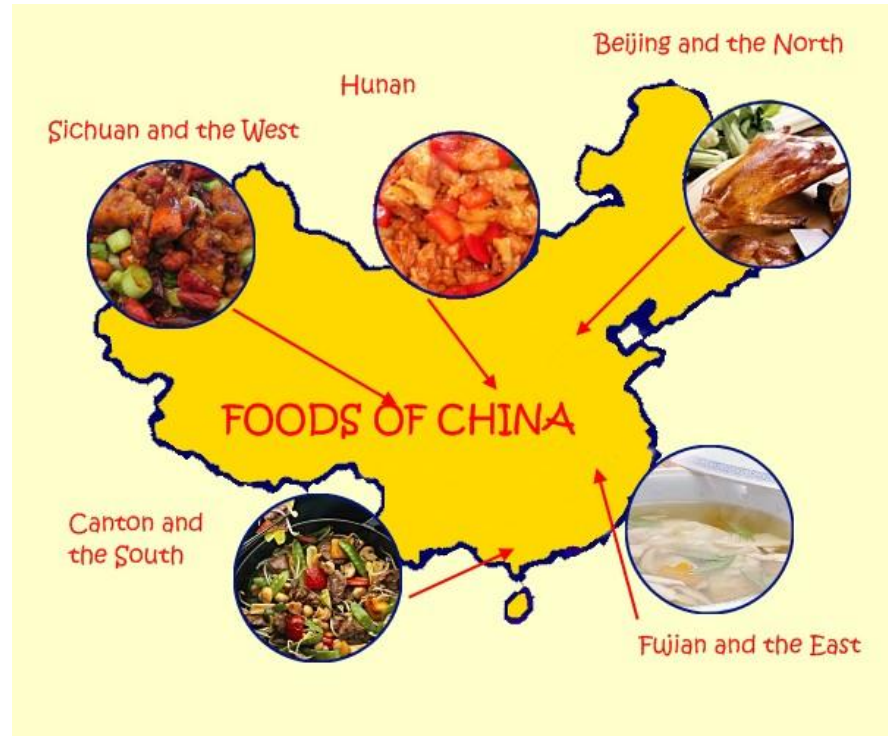 Beijing and the North
Hunan
Sichuan and the West
FOODS OF CHINA
Canton and
the South
Fujian and the East